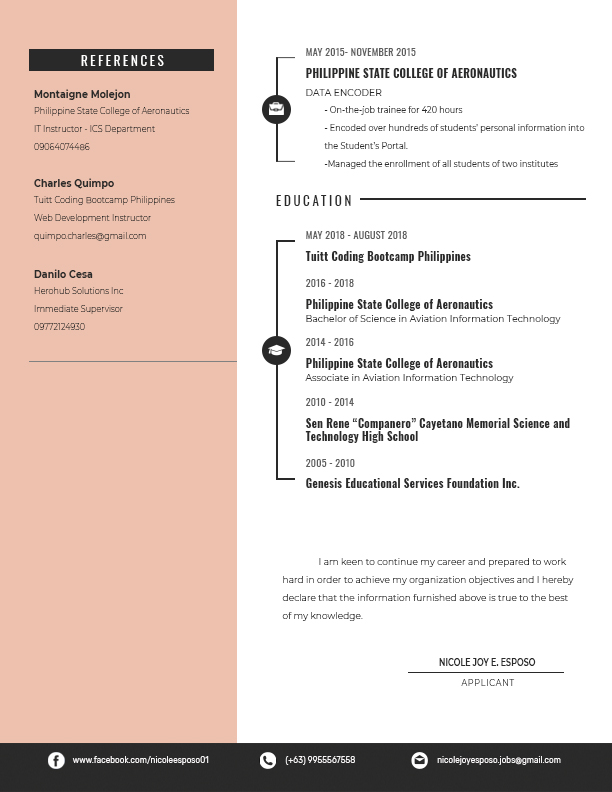 REFERENCES
Montaigne Molejon
Philippine State College of Aeronautics
IT Instructor - ICS Department
09064074486
Charles Quimpo
Tuitt Coding Bootcamp Philippines
Web Development Instructor
quimpo.charles@gmail.com
Danilo Cesa
Herohub Solutions Inc
Immediate Supervisor
09772124930
MAY 2015- NOVEMBER 2015
PHILIPPINE STATE COLLEGE OF AERONAUTICS
DATA ENCODER
- On-the-job trainee for 420 hours
- Encoded over hundreds of students’ personal information into
the Student’s Portal.
-Managed the enrollment of all students of two institutes
EDUCATION
MAY 2018 - AUGUST 2018
Tuitt Coding Bootcamp Philippines
2016 - 2018
Philippine State College of Aeronautics
Bachelor of Science in Aviation Information Technology
2014 - 2016
Philippine State College of Aeronautics
Associate in Aviation Information Technology
2010 - 2014
Sen Rene “Companero” Cayetano Memorial Science and
Technology High School
2005 - 2010
Genesis Educational Services Foundation Inc.
I am keen to continue my career and prepared to work
hard in order to achieve my organization objectives and I hereby
declare that the information furnished above is true to the best
of my knowledge.
NICOLE JOY E. ESPOSO
APPLICANT
www.facebook.com/nicoleesposo01
(+63) 9955567558
nicolejoyesposo.jobs@gmail.com